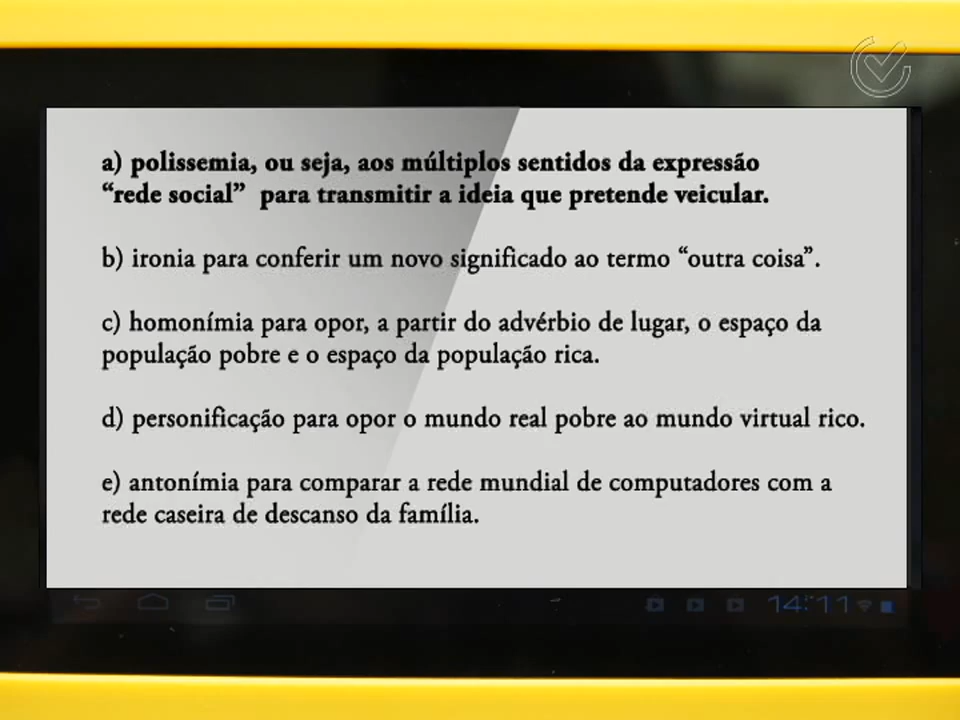 a) polissemia, ou seja, aos múltiplos sentidos da expressão
“rede social” para transmitir a ideia que pretende veicular.
b) ironia para conferir um novo significado ao termo “outra coisa”.
c) homonímia para opor, a partir do advérbio de lugar, o espaço da
população pobre e o espaço da população rica.
d) personificação para opor o mundo real pobre ao mundo virtual rico.
e) antonímia para comparar a rede mundial de computadores com a
rede caseira de descanso da família.
14:11